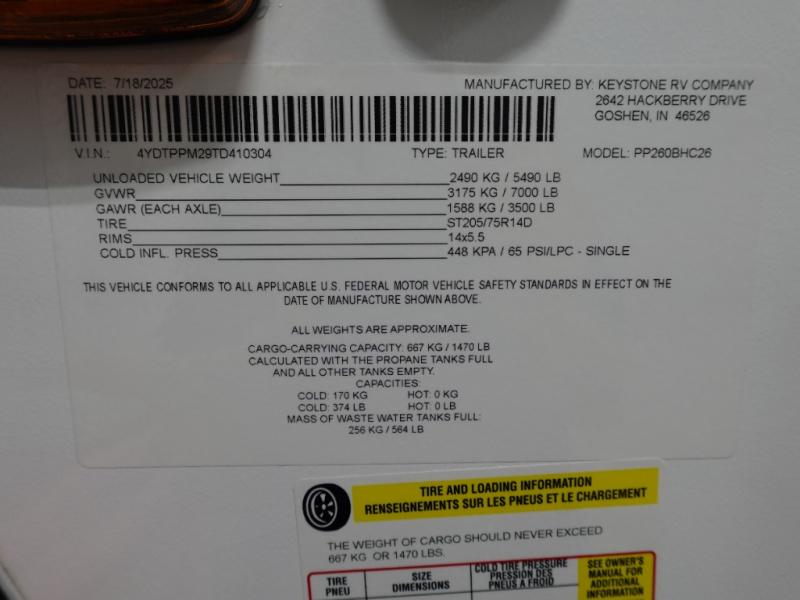 DATE: 7/18/2025
MANUFACTURED BY: KEYSTONE RV COMPANY
2642 HACKBERRY DRIVE
GOSHEN, IN 46526
V.I.N.: 4YDTPPM29TD410304 TYPE: TRAILER MODEL: PP260BHC26
UNLOADED VEHICLE WEIGHT 2490 KG / 5490 LB
GVWR 3175 KG / 7000 LB
GAWR (EACH AXLE) 1588 KG / 3500 LB
TIRE ST205/75R14D
RIMS 14x5.5
COLD INFL. PRESS 448 KPA / 65 PSI/LPC - SINGLE
THIS VEHICLE CONFORMS TO ALL APPLICABLE U.S. FEDERAL MOTOR VEHICLE SAFETY STANDARDS IN EFFECT ON THE
DATE OF MANUFACTURE SHOWN ABOVE.
ALL WEIGHTS ARE APPROXIMATE.
CARGO-CARRYING CAPACITY: 667 KG / 1470 LB
CALCULATED WITH THE PROPANE TANKS FULL
AND ALL OTHER TANKS EMPTY.
CAPACITIES:
COLD: 170 KG HOT: 0 KG
COLD: 374 LB HOT: 0 LB
MASS OF WASTE WATER TANKS FULL:
256 KG / 564 LB
TIRE AND LOADING INFORMATION
RENSEIGNEMENTS SUR LES PNEUS ET LE CHARGEMENT
THE WEIGHT OF CARGO SHOULD NEVER EXCEED
667 KG OR 1470 LBS.
TIRE
PNEU
SIZE
DIMENSIONS
COLD TIRE PRESSURE
PRESSION DES
PNEUS A FROID
SEE OWNER'S
MANUAL FOR
ADDITIONAL
INFORMATION